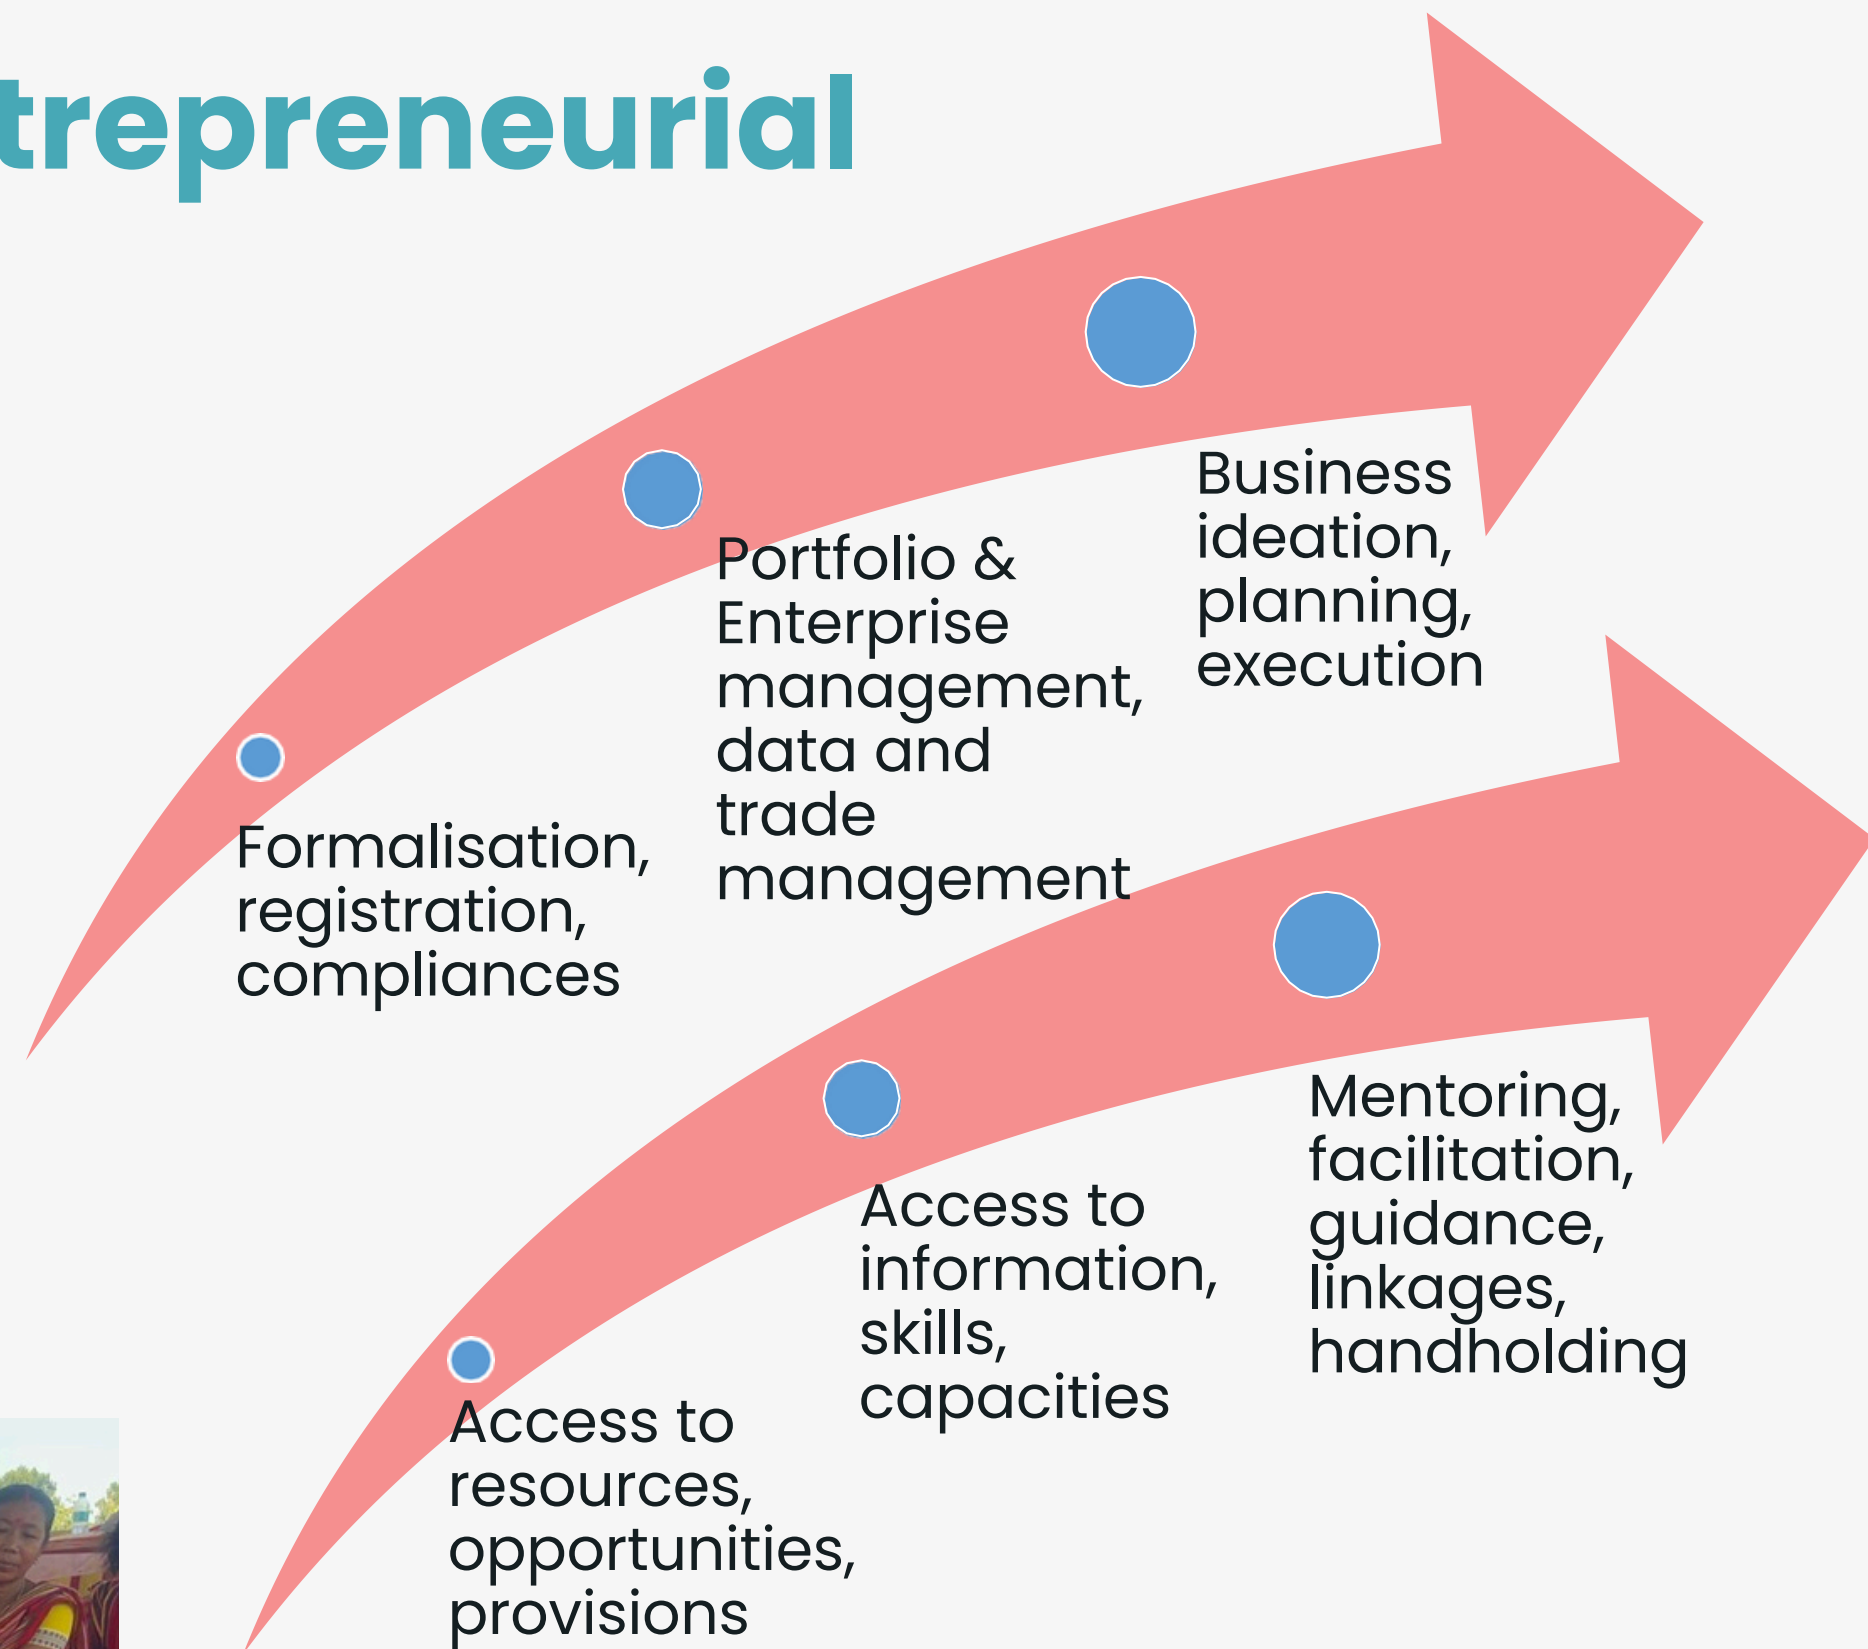 trepreneurial
Formalisation,
registration,
compliances
Portfolio &
Enterprise
management,
data and
trade
management
Business
ideation,
planning,
execution
Access to
resources,
opportunities,
provisions
Access to
information,
skills,
capacities
Mentoring,
facilitation,
guidance,
linkages,
handholding